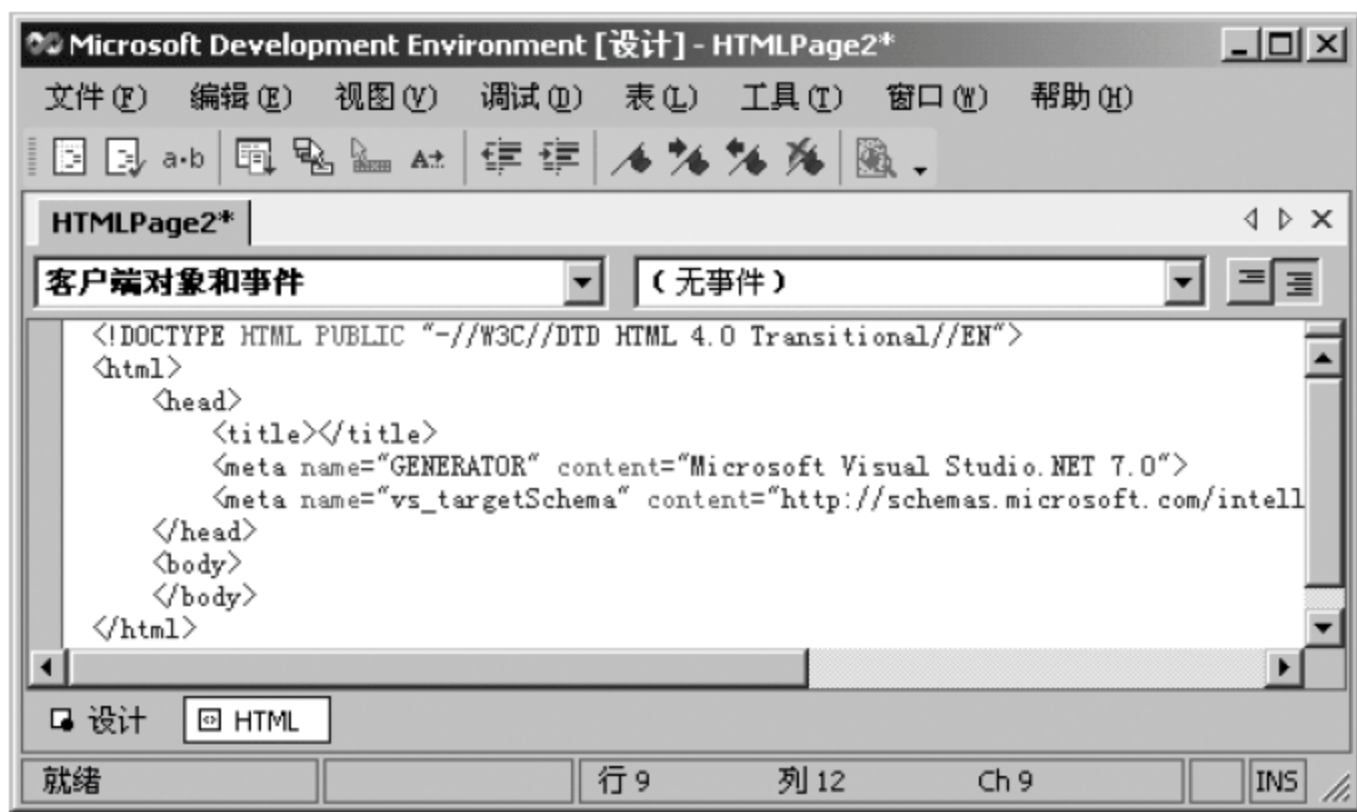 Microsoft Development Environment [设计] - HTMLPage2*
文件(F) 编辑(E) 视图(V) 调试(D) 表(L) 工具(T) 窗口(W) 帮助(H)
a·b A
HTMLPage2*
客户端对象和事件 (无事件)
<!DOCTYPE HTML PUBLIC "-//W3C//DTD HTML 4.0 Transitional//EN">
<html>
<head>
<title></title>
<meta name="GENERATOR" content="Microsoft Visual Studio.NET 7.0">
<meta name="vs_targetSchema" content="http://schemas.microsoft.com/intell
</head>
<body>
</body>
</html>
设计 HTML
就绪 行 9 列 12 Ch 9 INS